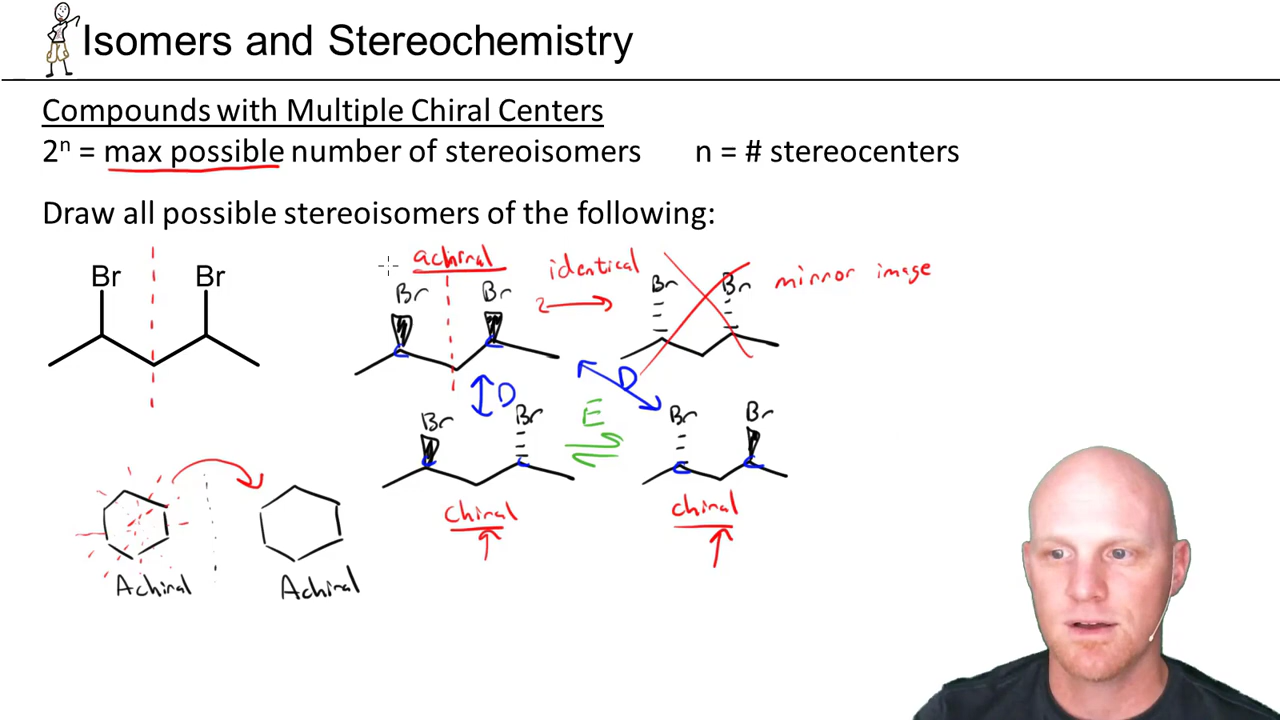 Isomers and Stereochemistry
Compounds with Multiple Chiral Centers
2ⁿ = max possible number of stereoisomers n = # stereocenters
Draw all possible stereoisomers of the following:
Br Br
achiral
Br Br
identical
Br Br
mirror image
D
D
Br Br
E
Br Br
chiral
chiral
Achiral
Achiral